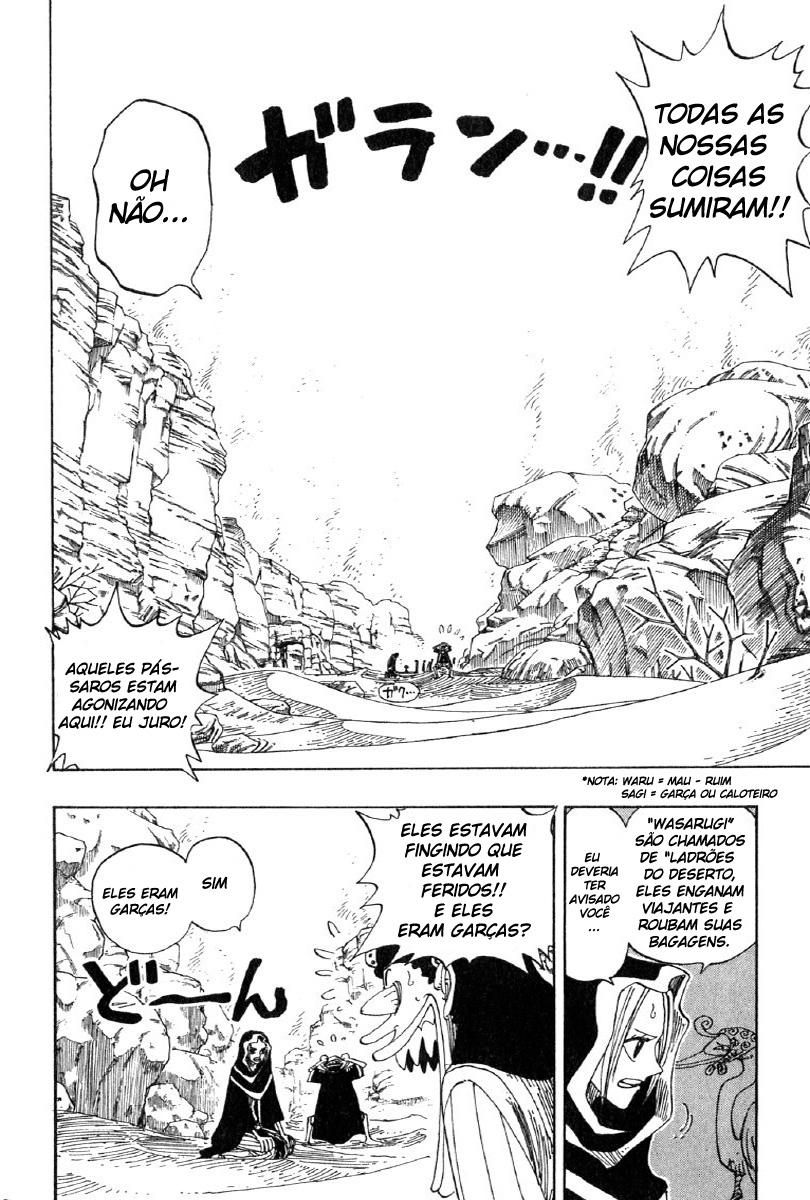 TODAS AS
NOSSAS
COISAS
SUMIRAM!!
ガラン…!!
OH
NÃO...
AQUELES PÁS-
SAROS ESTAM
AGONIZANDO
AQUI!! EU JURO!
ガク…
*NOTA: WARU = MAU - RUIM
SAGI = GARÇA OU CALOTEIRO
"WASARUGI"
SÃO CHAMADOS
DE "LADRÕES
DO DESERTO,
ELES ENGANAM
VIAJANTES E
ROUBAM SUAS
BAGAGENS.
EU
DEVERIA
TER
AVISADO
VOCÊ
...
ELES ESTAVAM
FINGINDO QUE
ESTAVAM
FERIDOS!!
E ELES
ERAM GARÇAS?
SIM
ELES ERAM
GARÇAS!
どーん